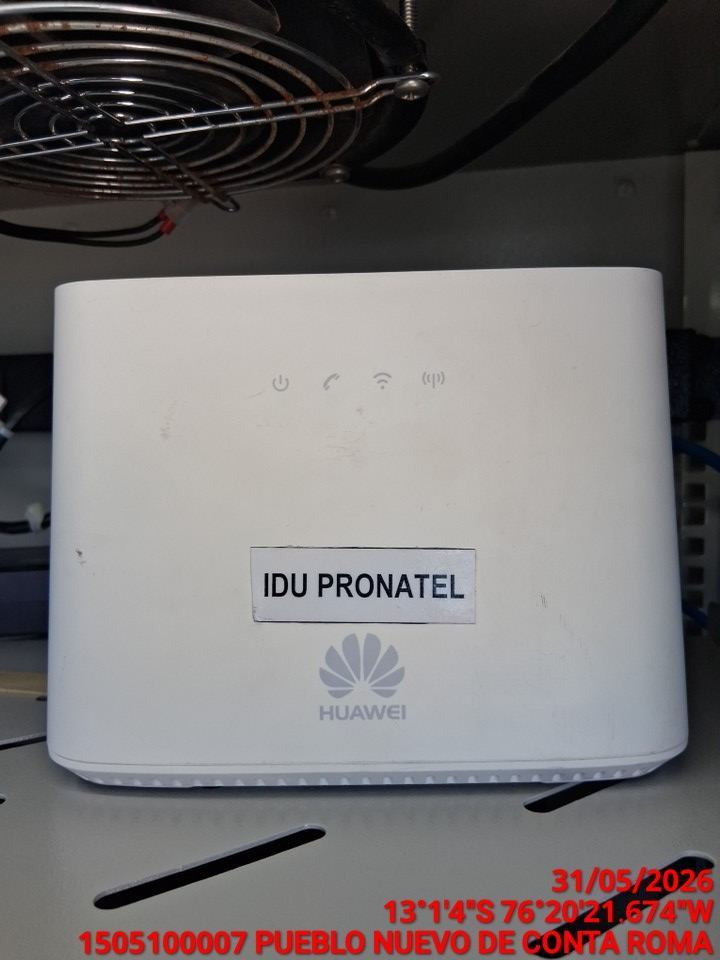 IDU PRONATEL
HUAWEI
31/05/2026
13°1'4"S 76°20'21.674"W
1505100007 PUEBLO NUEVO DE CONTA ROMA